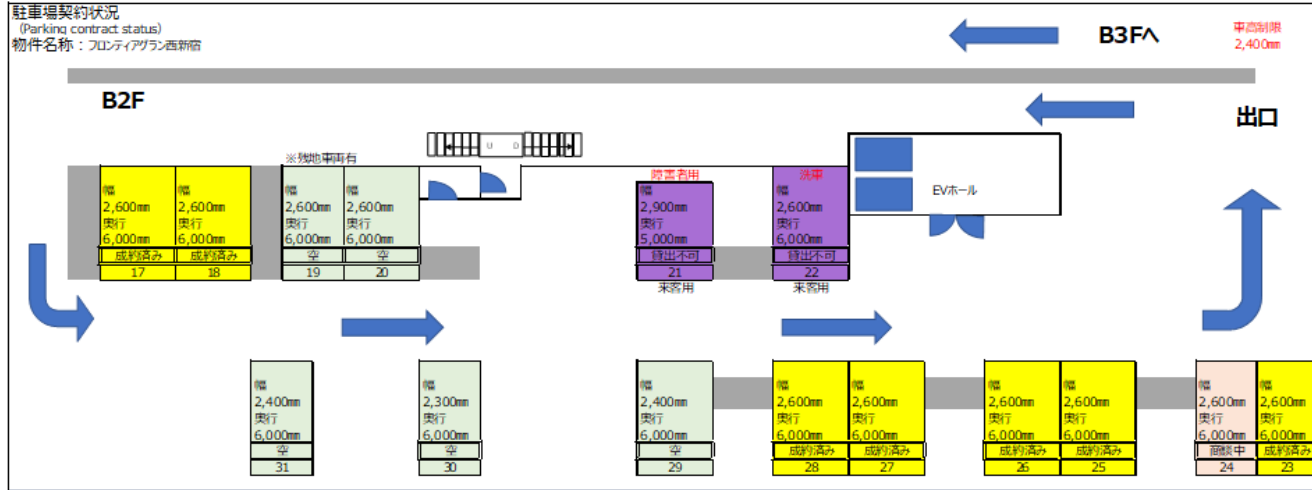 駐車場契約状況
(Parking contract status)
物件名称：フロンティアグラン西新宿
B3Fへ
車高制限
2,400mm
B2F
出口
※残地車両有
U D
障害者用
洗車
EVホール
幅
2,600mm
奥行
6,000mm
成約済み
17
幅
2,600mm
奥行
6,000mm
成約済み
18
幅
2,600mm
奥行
6,000mm
空
19
幅
2,600mm
奥行
6,000mm
空
20
幅
2,900mm
奥行
5,000mm
貸出不可
21
来客用
幅
2,600mm
奥行
6,000mm
貸出不可
22
来客用
幅
2,400mm
奥行
6,000mm
空
31
幅
2,300mm
奥行
6,000mm
空
30
幅
2,400mm
奥行
6,000mm
空
29
幅
2,600mm
奥行
6,000mm
成約済み
28
幅
2,600mm
奥行
6,000mm
成約済み
27
幅
2,600mm
奥行
6,000mm
成約済み
26
幅
2,600mm
奥行
6,000mm
成約済み
25
幅
2,600mm
奥行
6,000mm
商談中
24
幅
2,600mm
奥行
6,000mm
成約済み
23